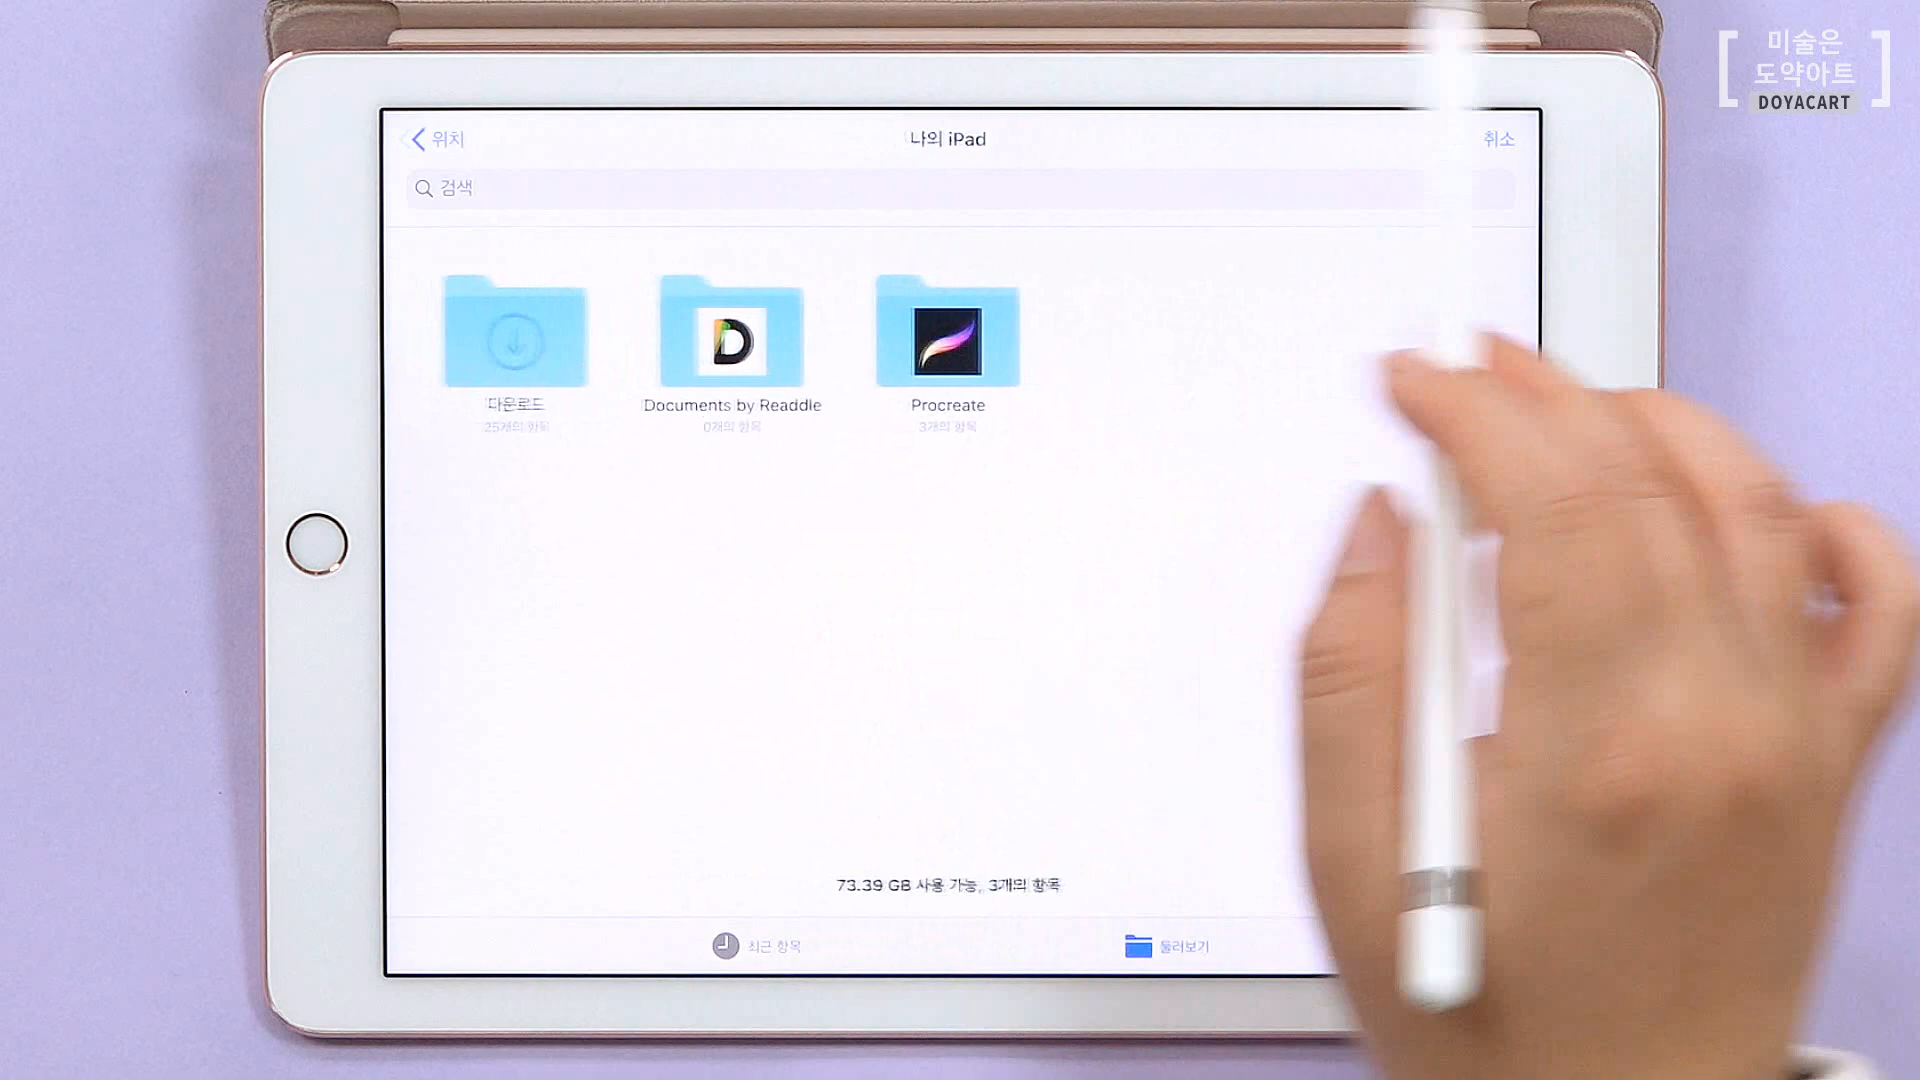 미술은
도약아트
DOYACART
위치
나의 iPad
취소
검색
다운로드
Documents by Readdle
Procreate
25개의 항목
0개의 항목
3개의 항목
73.39 GB 사용 가능, 3개의 항목
최근 항목
둘러보기